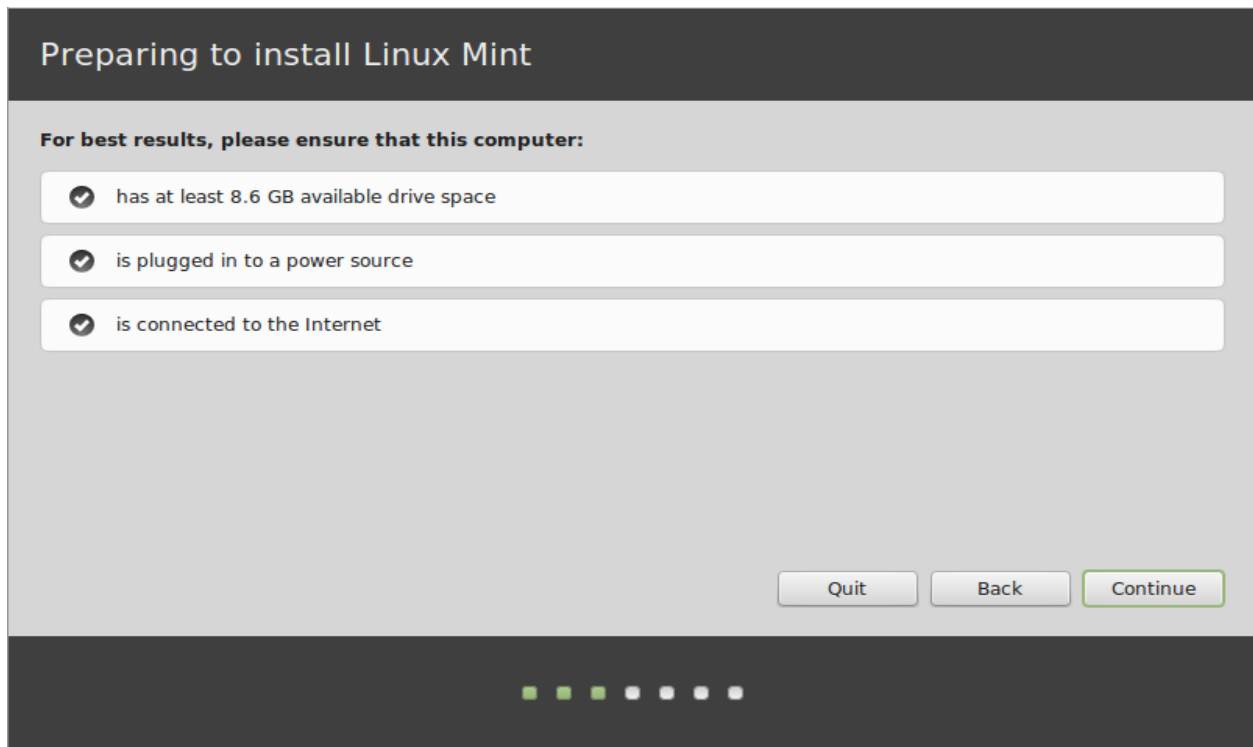 Preparing to install Linux Mint
For best results, please ensure that this computer:
has at least 8.6 GB available drive space
is plugged in to a power source
is connected to the Internet
Quit
Back
Continue